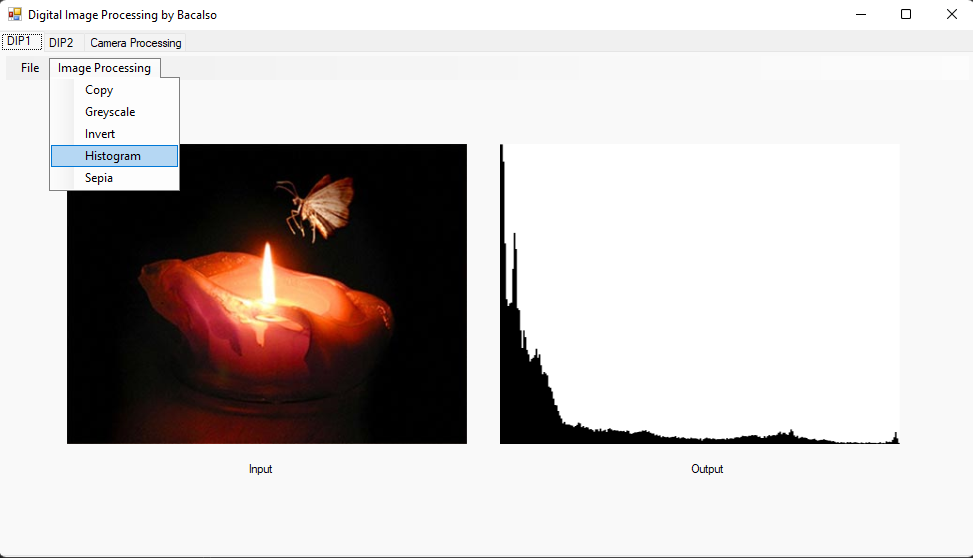 Digital Image Processing by Bacalso
DIP1 DIP2 Camera Processing
File Image Processing
Copy
Greyscale
Invert
Histogram
Sepia
Input Output